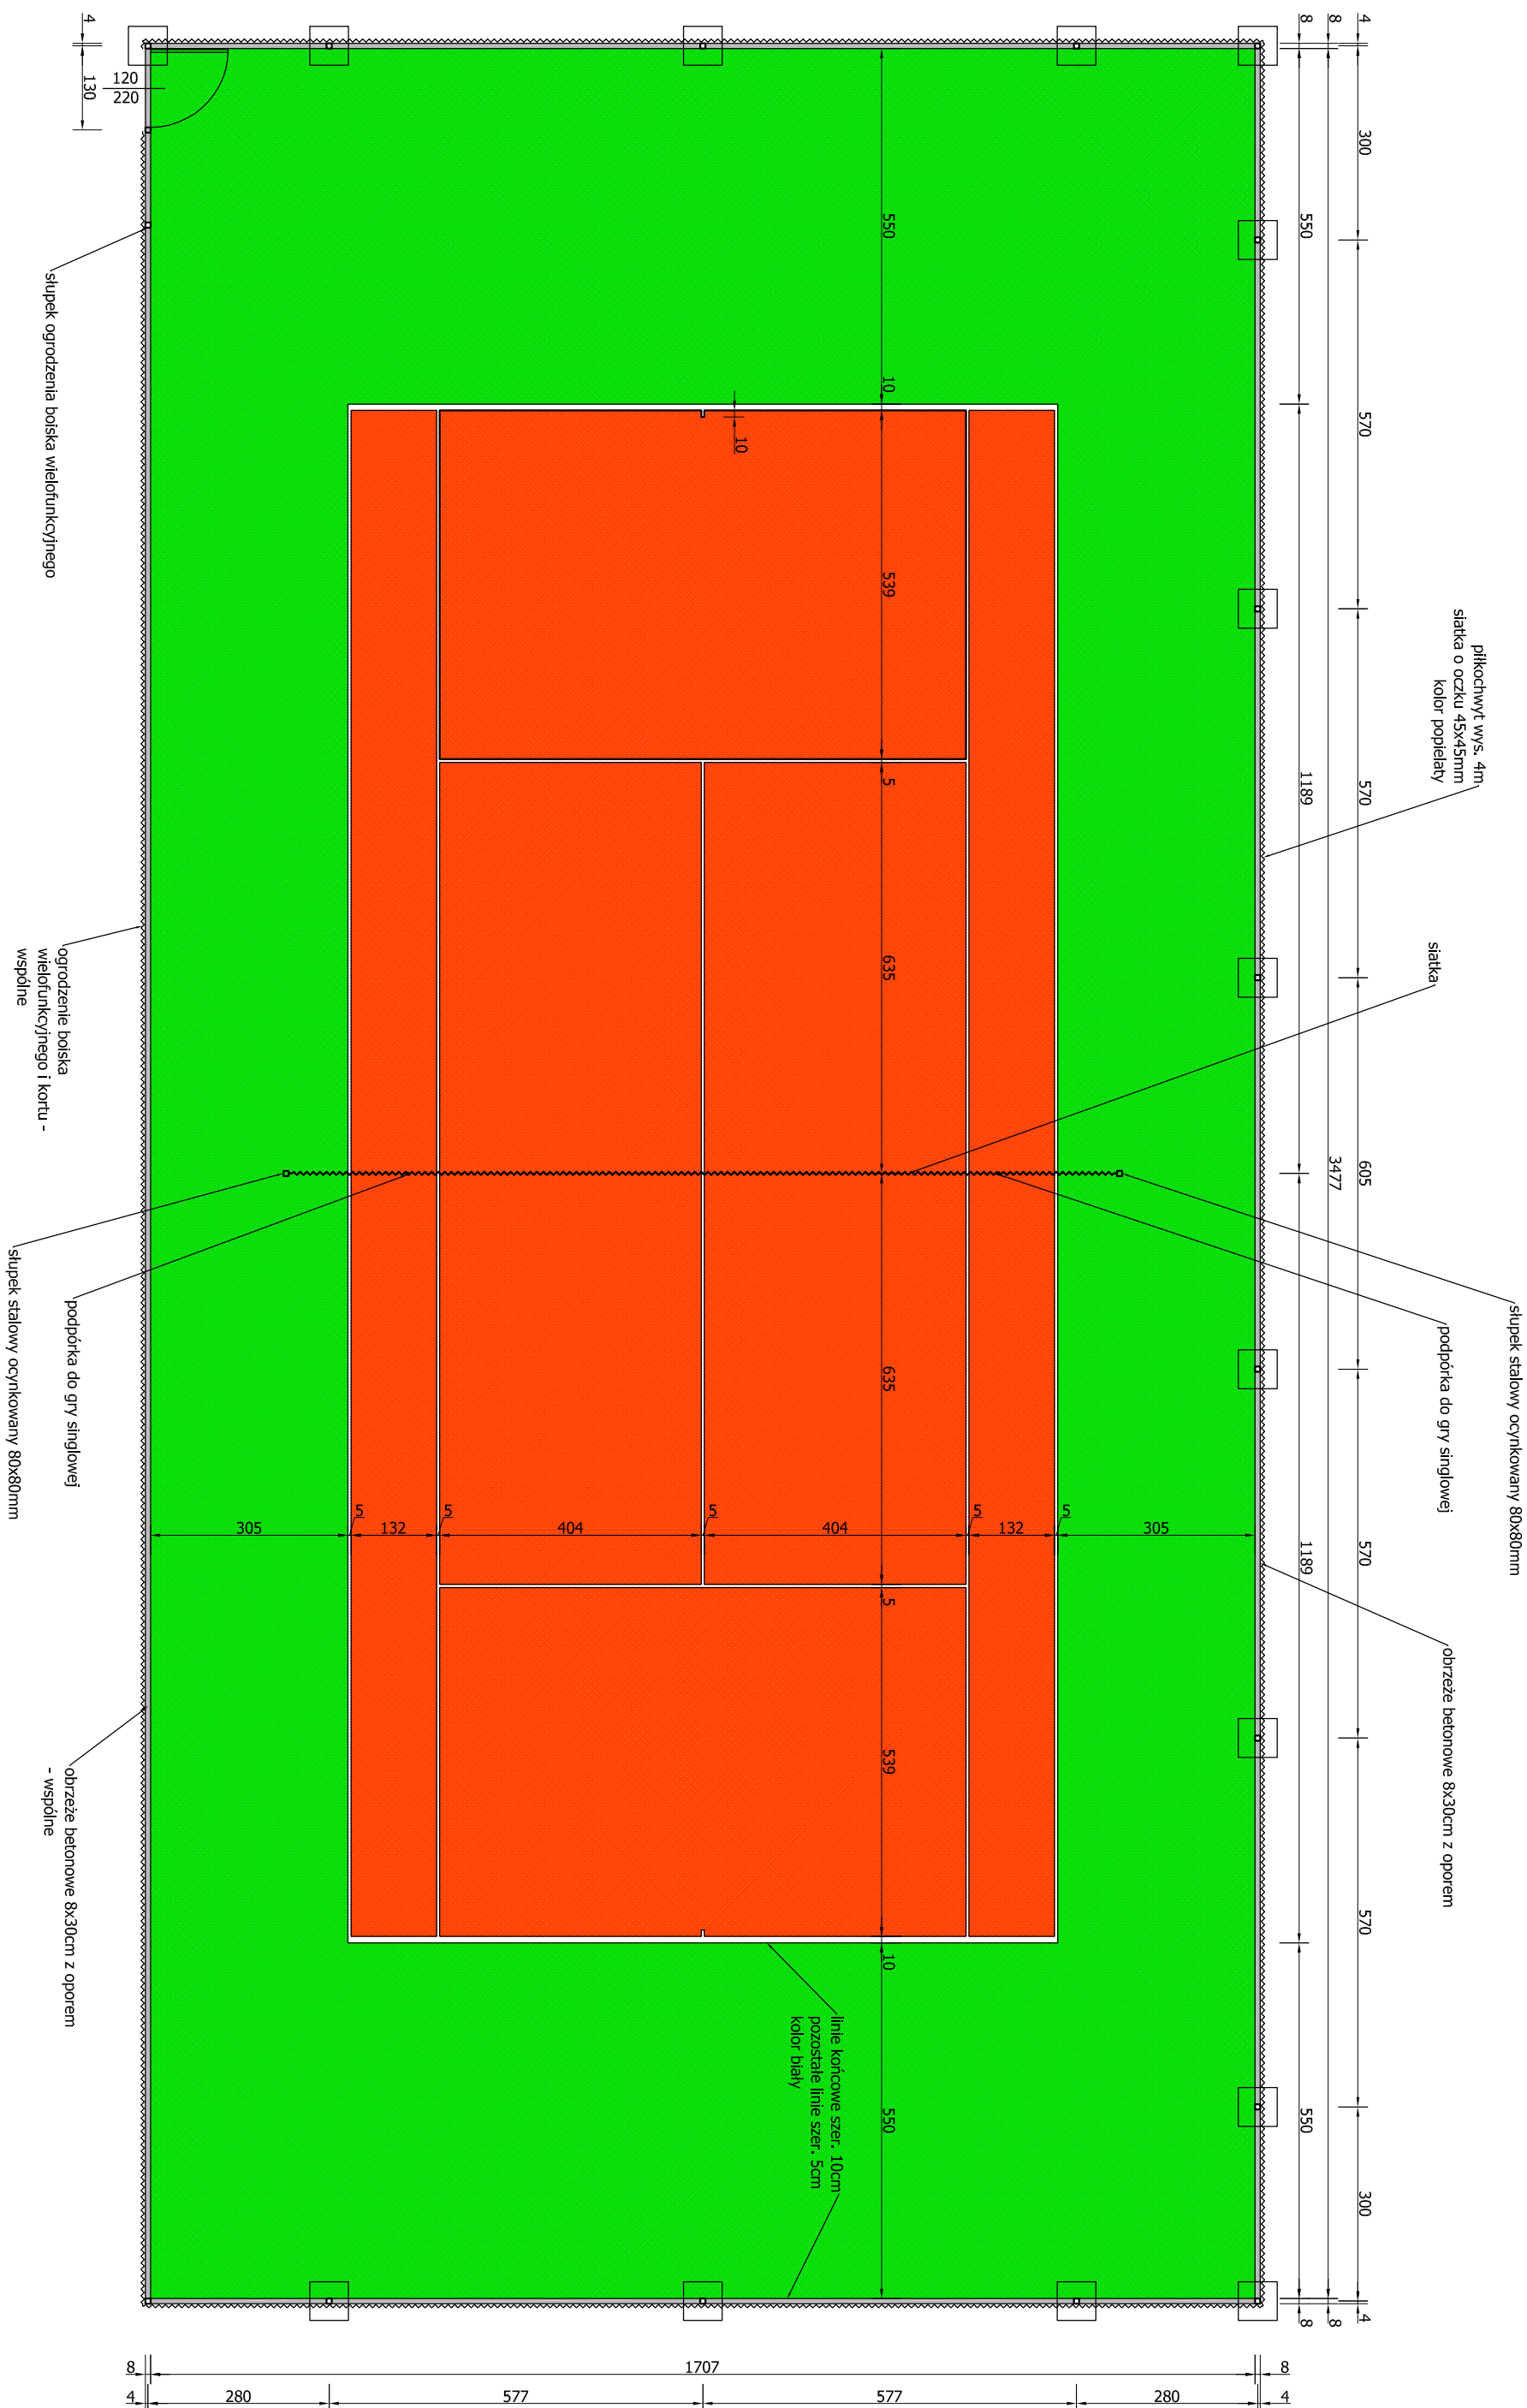 4
300
570
570
605
570
570
300
4
8
3477
8
8
550
1189
1189
550
8
piłkochwyt wys. 4m
siatka o oczku 45x45mm
kolor popielaty
siatka
słupek stalowy ocynkowany 80x80mm
podpórka do gry singlowej
obrzeże betonowe 8x30cm z oporem
550
10
539
5
635
635
5
539
10
550
10
305
5
132
5
404
5
404
5
132
5
305
linie końcowe szer. 10cm
pozostałe linie szer. 5cm
kolor biały
4
130
120
220
słupek ogrodzenia boiska wielofunkcyjnego
ogrodzenie boiska
wielofunkcyjnego i kortu -
wspólne
podpórka do gry singlowej
słupek stalowy ocynkowany 80x80mm
obrzeże betonowe 8x30cm z oporem
- wspólne
8
1707
8
4
280
577
577
280
4